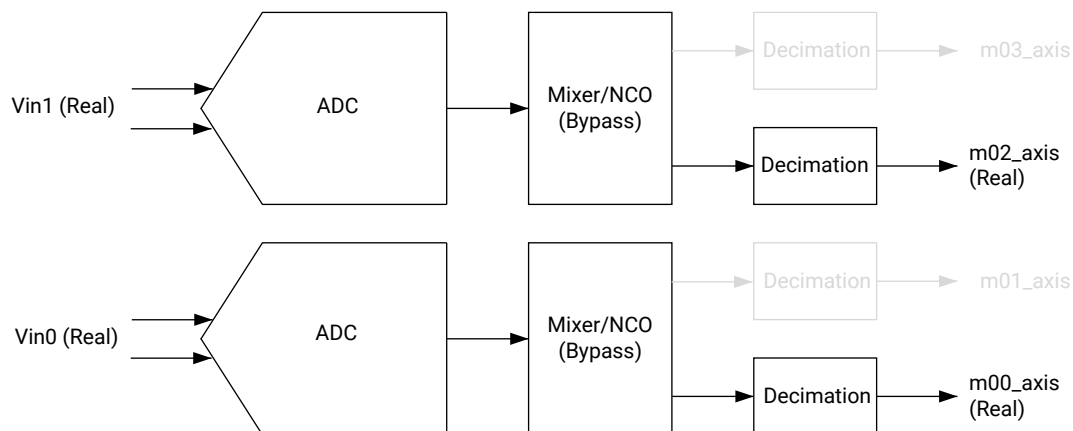 Decimation
m03_axis
Vin1 (Real)
ADC
Mixer/NCO
(Bypass)
Decimation
m02_axis
(Real)
Decimation
m01_axis
Vin0 (Real)
ADC
Mixer/NCO
(Bypass)
Decimation
m00_axis
(Real)